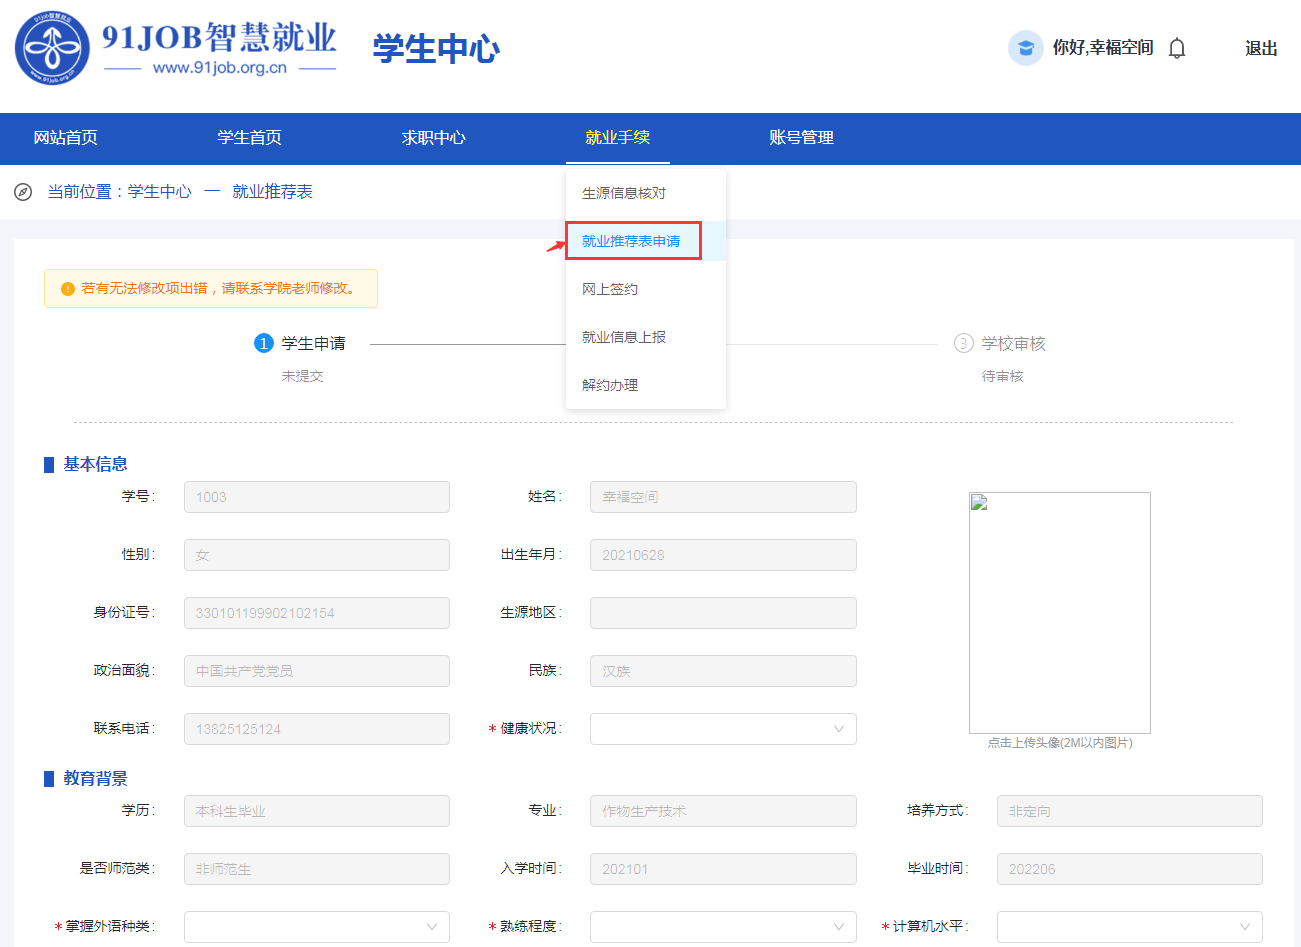 91JOB智慧就业
www.91job.org.cn
学生中心
你好,幸福空间
退出
网站首页
学生首页
求职中心
就业手续
账号管理
当前位置：学生中心 一 就业推荐表
生源信息核对
就业推荐表申请
网上签约
就业信息上报
解约办理
若有无法修改项出错，请联系学院老师修改。
1 学生申请
未提交
3 学校审核
待审核
基本信息
学号: 1003
姓名: 幸福空间
性别: 女
出生年月: 20210628
身份证号: 330101199902102154
生源地区:
政治面貌: 中国共产党党员
民族: 汉族
联系电话: 13825125124
* 健康状况:
点击上传头像(2M以内图片)
教育背景
学历: 本科生毕业
专业: 作物生产技术
培养方式: 非定向
是否师范类: 非师范生
入学时间: 202101
毕业时间: 202206
* 掌握外语种类:
* 熟练程度:
* 计算机水平: